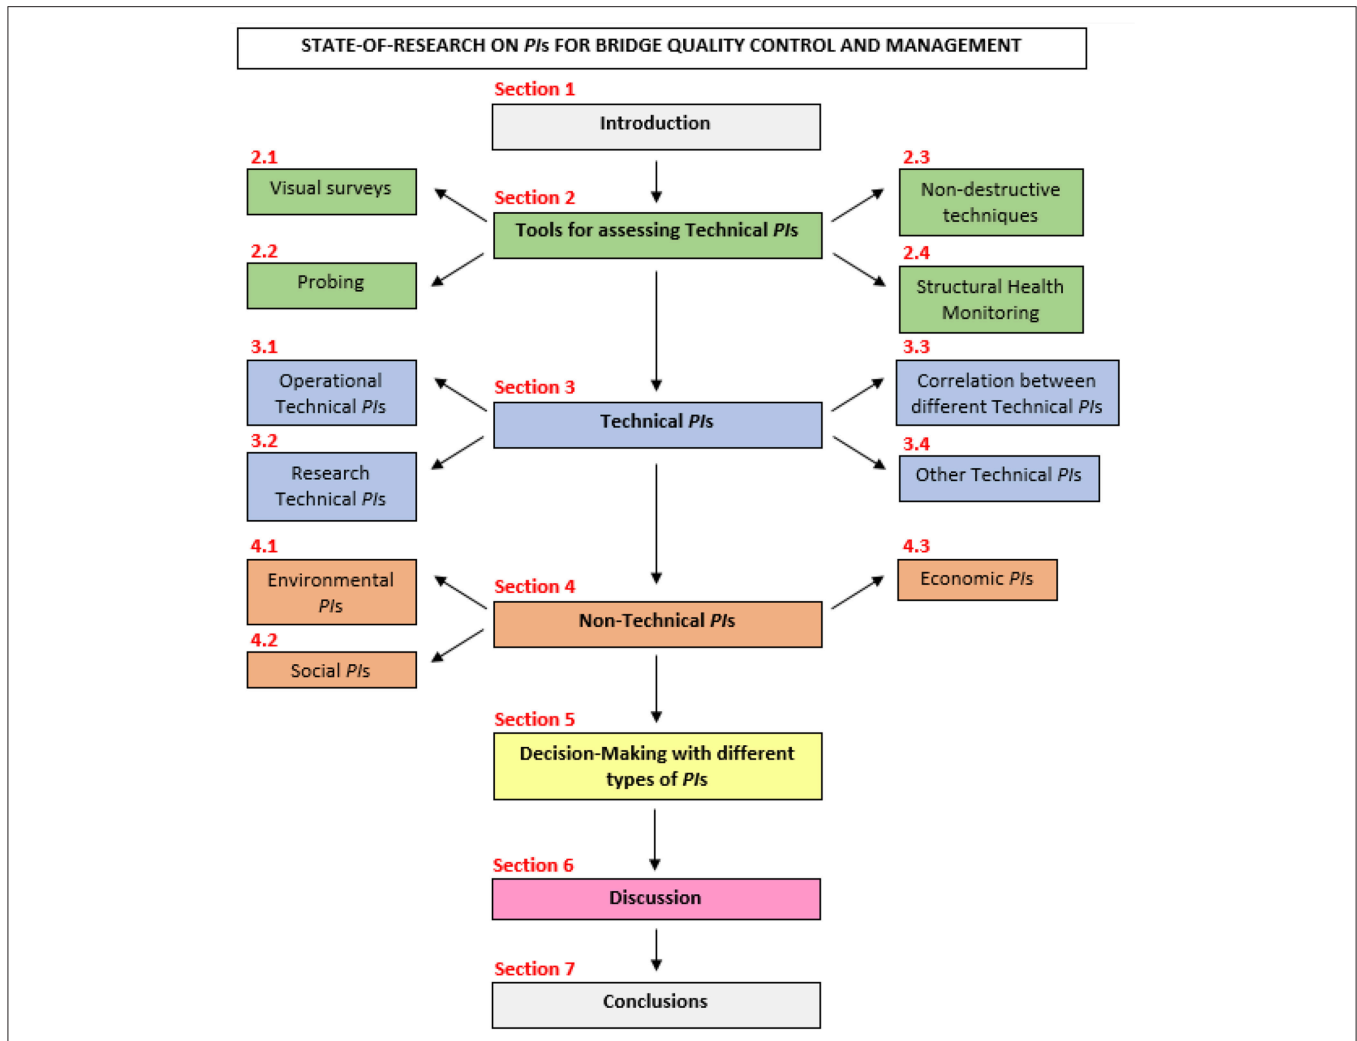 STATE-OF-RESEARCH ON PIs FOR BRIDGE QUALITY CONTROL AND MANAGEMENT
Section 1
Introduction
2.1
Visual surveys
2.2
Probing
Section 2
Tools for assessing Technical PIs
2.3
Non-destructive
techniques
2.4
Structural Health
Monitoring
3.1
Operational
Technical PIs
3.2
Research
Technical PIs
Section 3
Technical PIs
3.3
Correlation between
different Technical PIs
3.4
Other Technical PIs
4.1
Environmental
PIs
4.2
Social PIs
Section 4
Non-Technical PIs
4.3
Economic PIs
Section 5
Decision-Making with different
types of PIs
Section 6
Discussion
Section 7
Conclusions